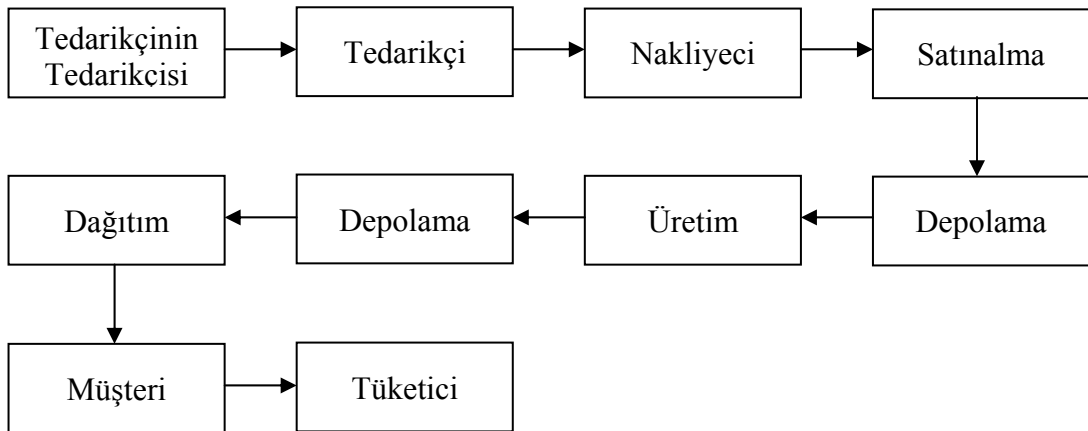 Tedarikçinin
Tedarikçisi
Tedarikçi
Nakliyeci
Satınalma
Dağıtım
Depolama
Üretim
Depolama
Müşteri
Tüketici